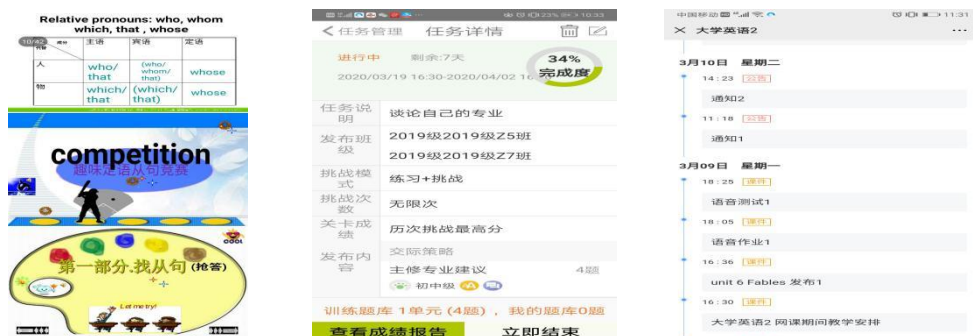 Relative pronouns: who, whom
which, that , whose
10/42
主语
宾语
定语
人
who/
that
(who/
whom/
that)
whose
物
which/
that
(which/
that)
whose
competition
趣味定语从句竞赛
cool
第一部分.找从句 (抢答)
Let me try!
23%
10:33
任务管理
任务详情
进行中
剩余:7天
34%
完成度
2020/03/19 16:30-2020/04/02 16
任务说明
谈论自己的专业
发布班级
2019级2019级Z5班
2019级2019级Z7班
挑战模式
练习+挑战
挑战次数
无限次
关卡成绩
历次挑战最高分
发布内容
交际策略
主修专业建议
4题
初中级
训练题库 1单元 (4题) ，我的题库0题
查看成绩报告
立即结束
中国移动
11:31
大学英语2
3月10日 星期二
14:23 公告
通知2
11:18 公告
通知1
3月09日 星期一
18:25 课件
语音测试1
18:05 课件
语音作业1
16:36 课件
unit 6 Fables 发布1
16:30 课件
大学英语2 网课期间教学安排